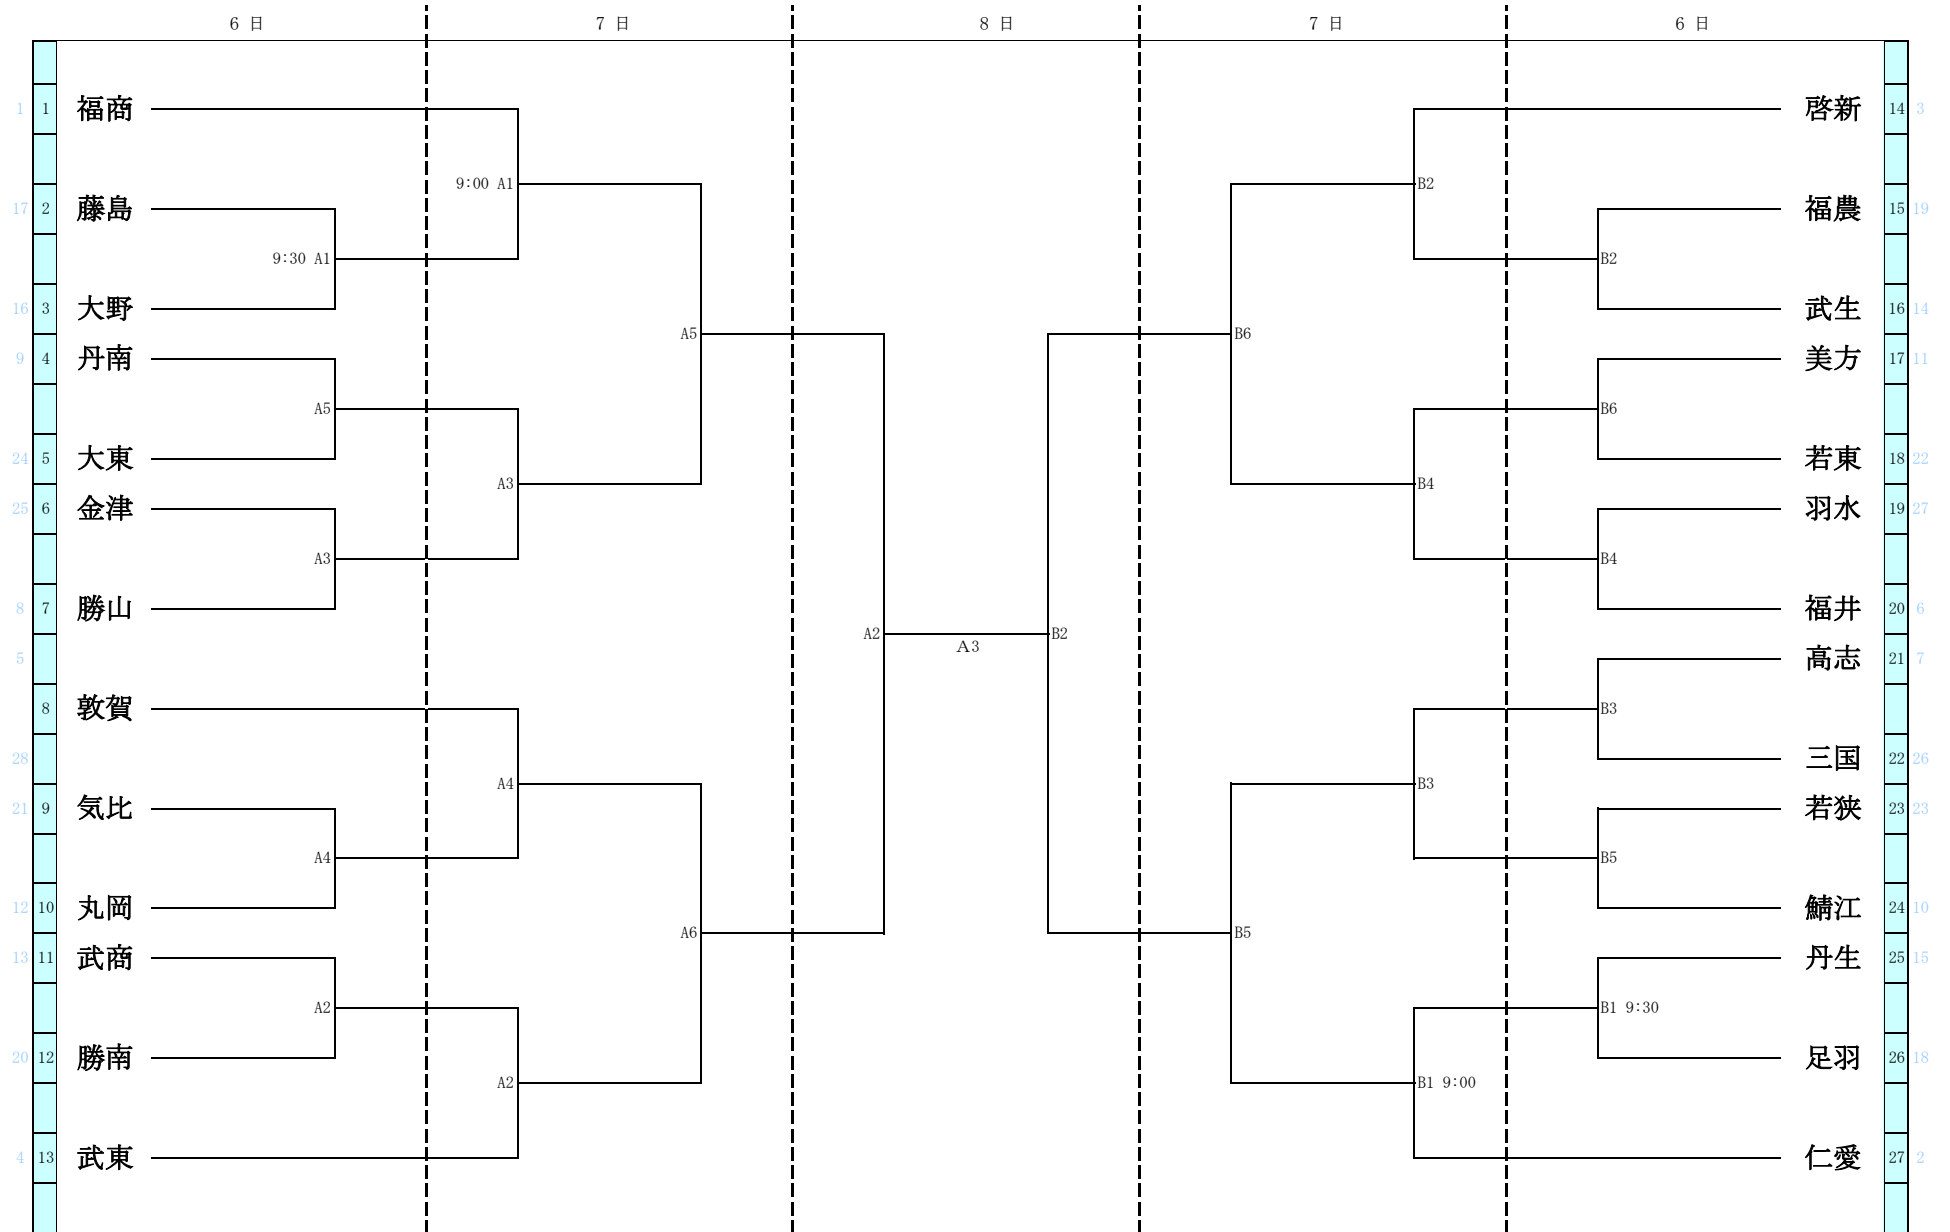 6 日 7 日 8 日 7 日 6 日
1 1 福商 啓新 14 3
9:00 A1 B2
17 2 藤島 福農 15 19
9:30 A1 B2
16 3 大野 武生 16 14
A5 B6
9 4 丹南 美方 17 11
A5 B6
24 5 大東 若東 18 22
A3 B4
25 6 金津 羽水 19 27
A3 B4
8 7 勝山 福井 20 6
A2 B2
A3
5 高志 21 7
8 敦賀 B3
28 三国 22 26
A4 B3
21 9 気比 若狭 23 23
A4 B5
12 10 丸岡 鯖江 24 10
A6 B5
13 11 武商 丹生 25 15
A2 B1 9:30
20 12 勝南 足羽 26 18
A2 B1 9:00
4 13 武東 仁愛 27 2